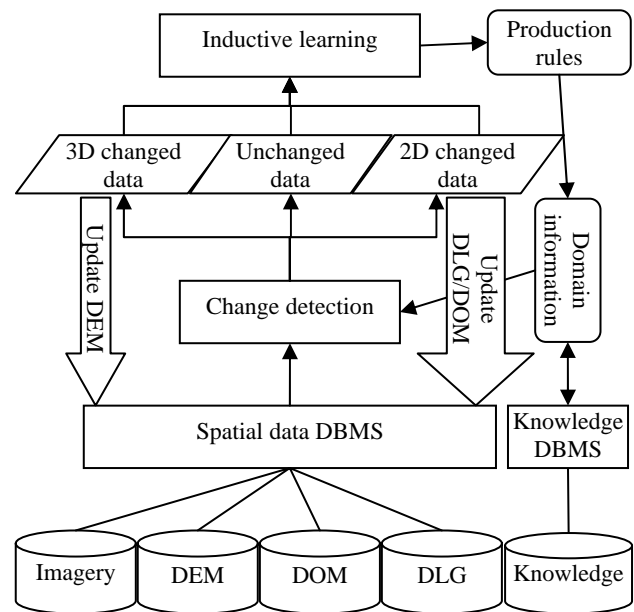 Inductive learning
Production
rules
3D changed
data
Unchanged
data
2D changed
data
Update DEM
Update
DLG/DOM
Domain
information
Change detection
Spatial data DBMS
Knowledge
DBMS
Imagery
DEM
DOM
DLG
Knowledge